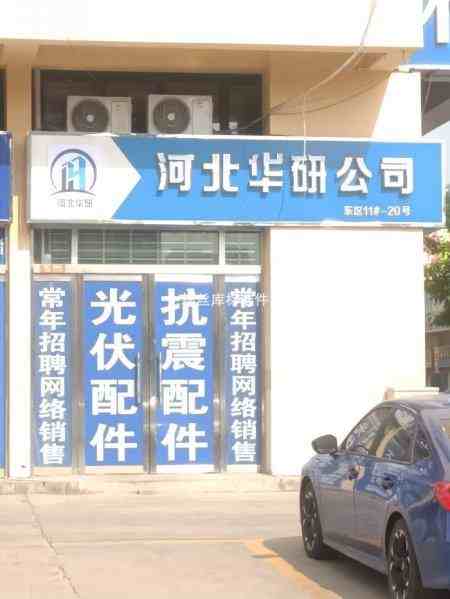 河北华研公司
河北华研
东区11#-20号
常年招聘网络销售
光伏配件
抗震配件
常年招聘网络销售